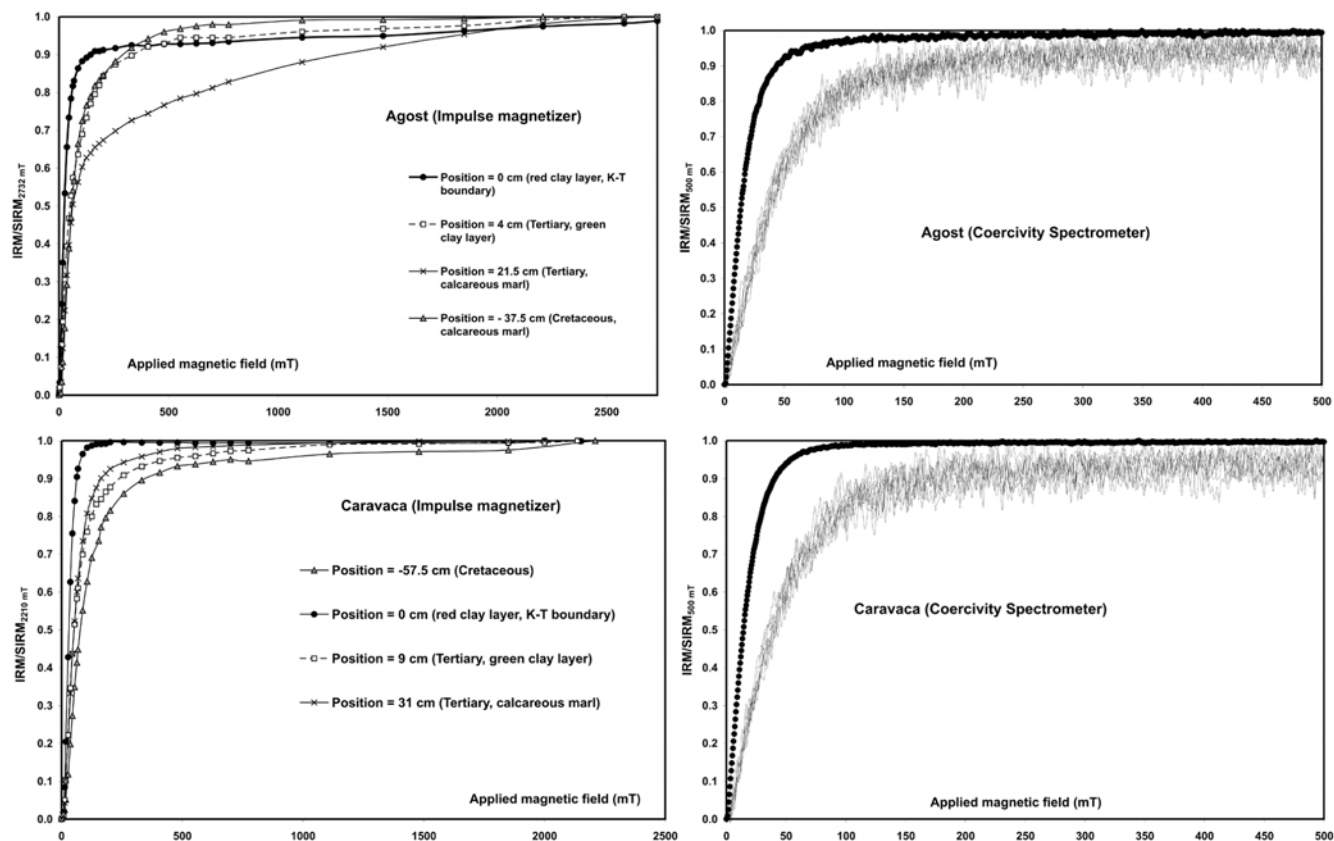 1.0
0.9
0.8
0.7
0.6
0.5
0.4
0.3
0.2
0.1
0.0
IRM/SIRM2732 mT
Agost (Impulse magnetizer)
Position = 0 cm (red clay layer, K-T
boundary)
Position = 4 cm (Tertiary, green
clay layer)
Position = 21.5 cm (Tertiary,
calcareous marl)
Position = - 37.5 cm (Cretaceous,
calcareous marl)
Applied magnetic field (mT)
0 500 1000 1500 2000 2500
1.0
0.9
0.8
0.7
0.6
0.5
0.4
0.3
0.2
0.1
0.0
IRM/SIRM500 mT
Agost (Coercivity Spectrometer)
Applied magnetic field (mT)
0 50 100 150 200 250 300 350 400 450 500
1.0
0.9
0.8
0.7
0.6
0.5
0.4
0.3
0.2
0.1
0.0
IRM/SIRM2210 mT
Caravaca (Impulse magnetizer)
Position = -57.5 cm (Cretaceous)
Position = 0 cm (red clay layer, K-T boundary)
Position = 9 cm (Tertiary, green clay layer)
Position = 31 cm (Tertiary, calcareous marl)
Applied magnetic field (mT)
0 500 1000 1500 2000 2500
1.0
0.9
0.8
0.7
0.6
0.5
0.4
0.3
0.2
0.1
0.0
IRM/SIRM500 mT
Caravaca (Coercivity Spectrometer)
Applied magnetic field (mT)
0 50 100 150 200 250 300 350 400 450 500